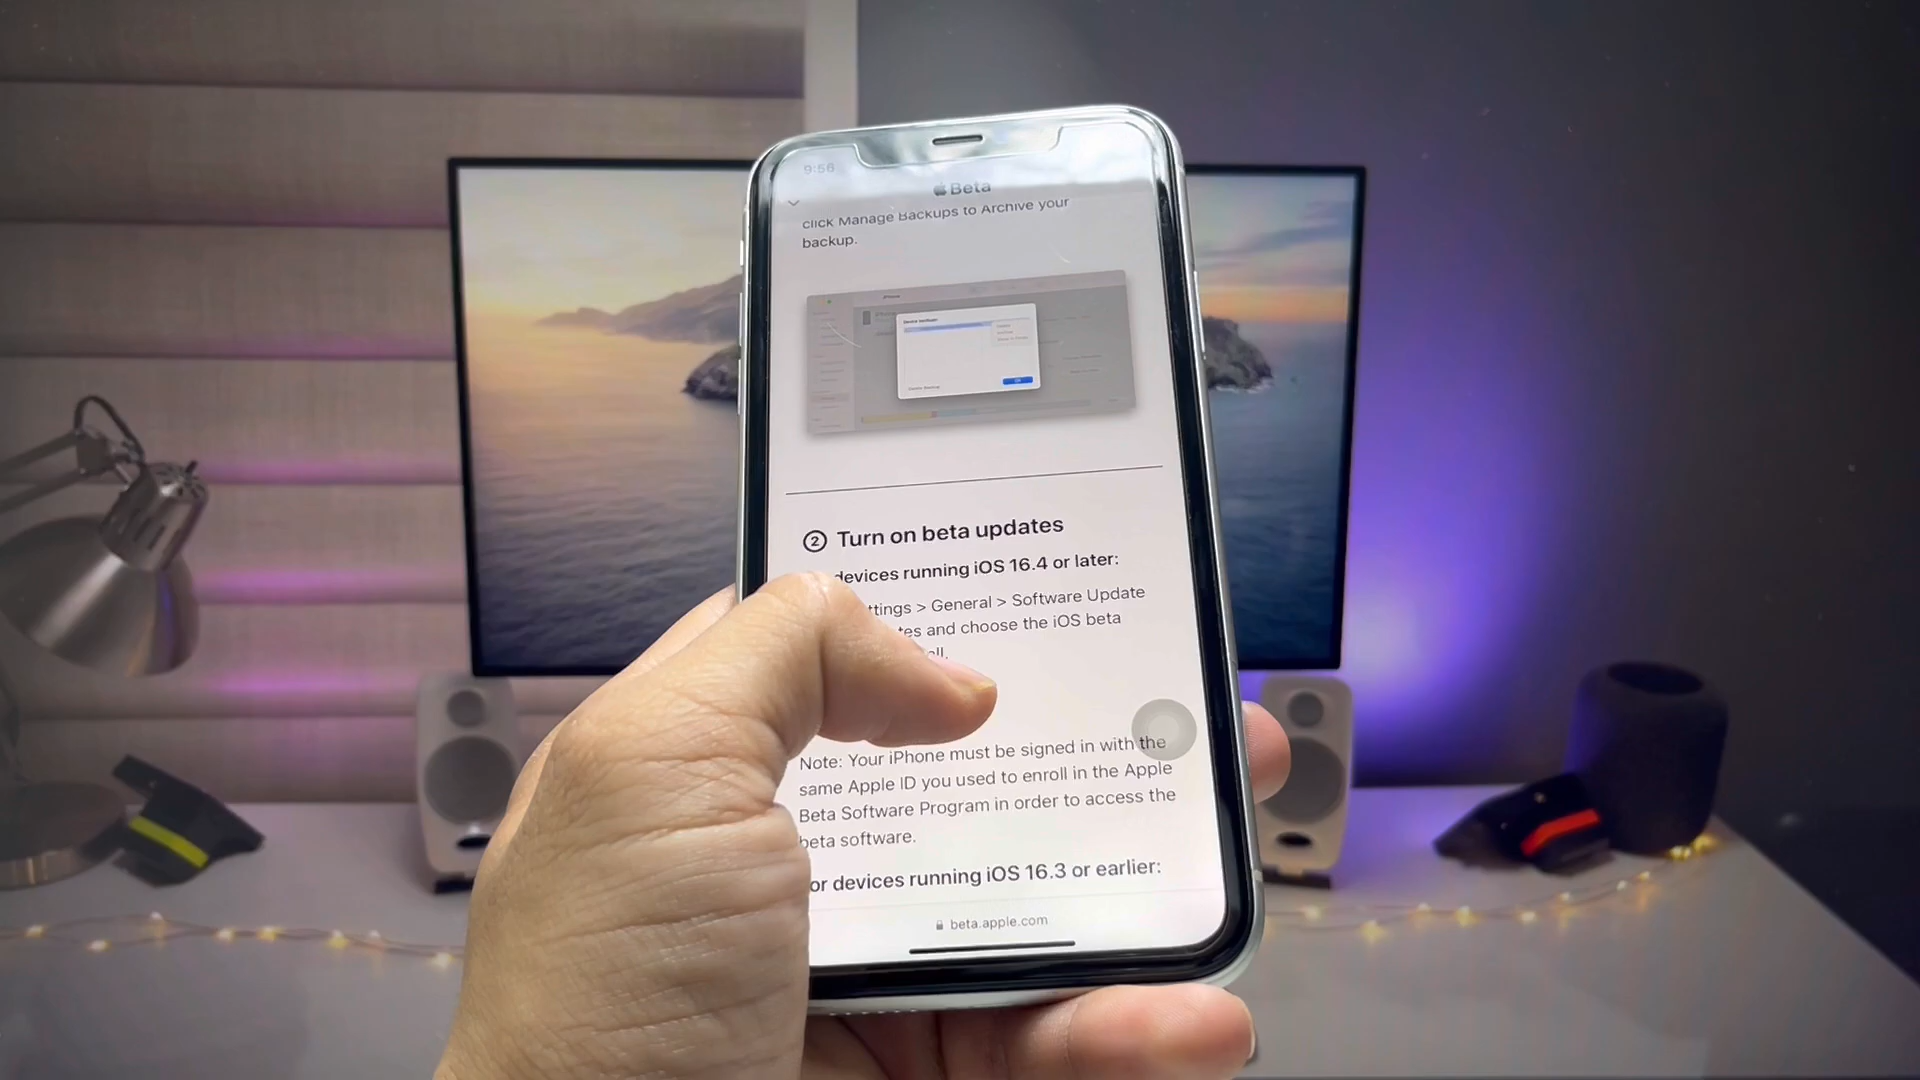 9:56
Beta
click Manage Backups to Archive your
backup.
iPhone
2 Turn on beta updates
devices running iOS 16.4 or later:
ttings > General > Software Update
tes and choose the iOS beta
ll.
Note: Your iPhone must be signed in with the
same Apple ID you used to enroll in the Apple
Beta Software Program in order to access the
beta software.
or devices running iOS 16.3 or earlier:
beta.apple.com